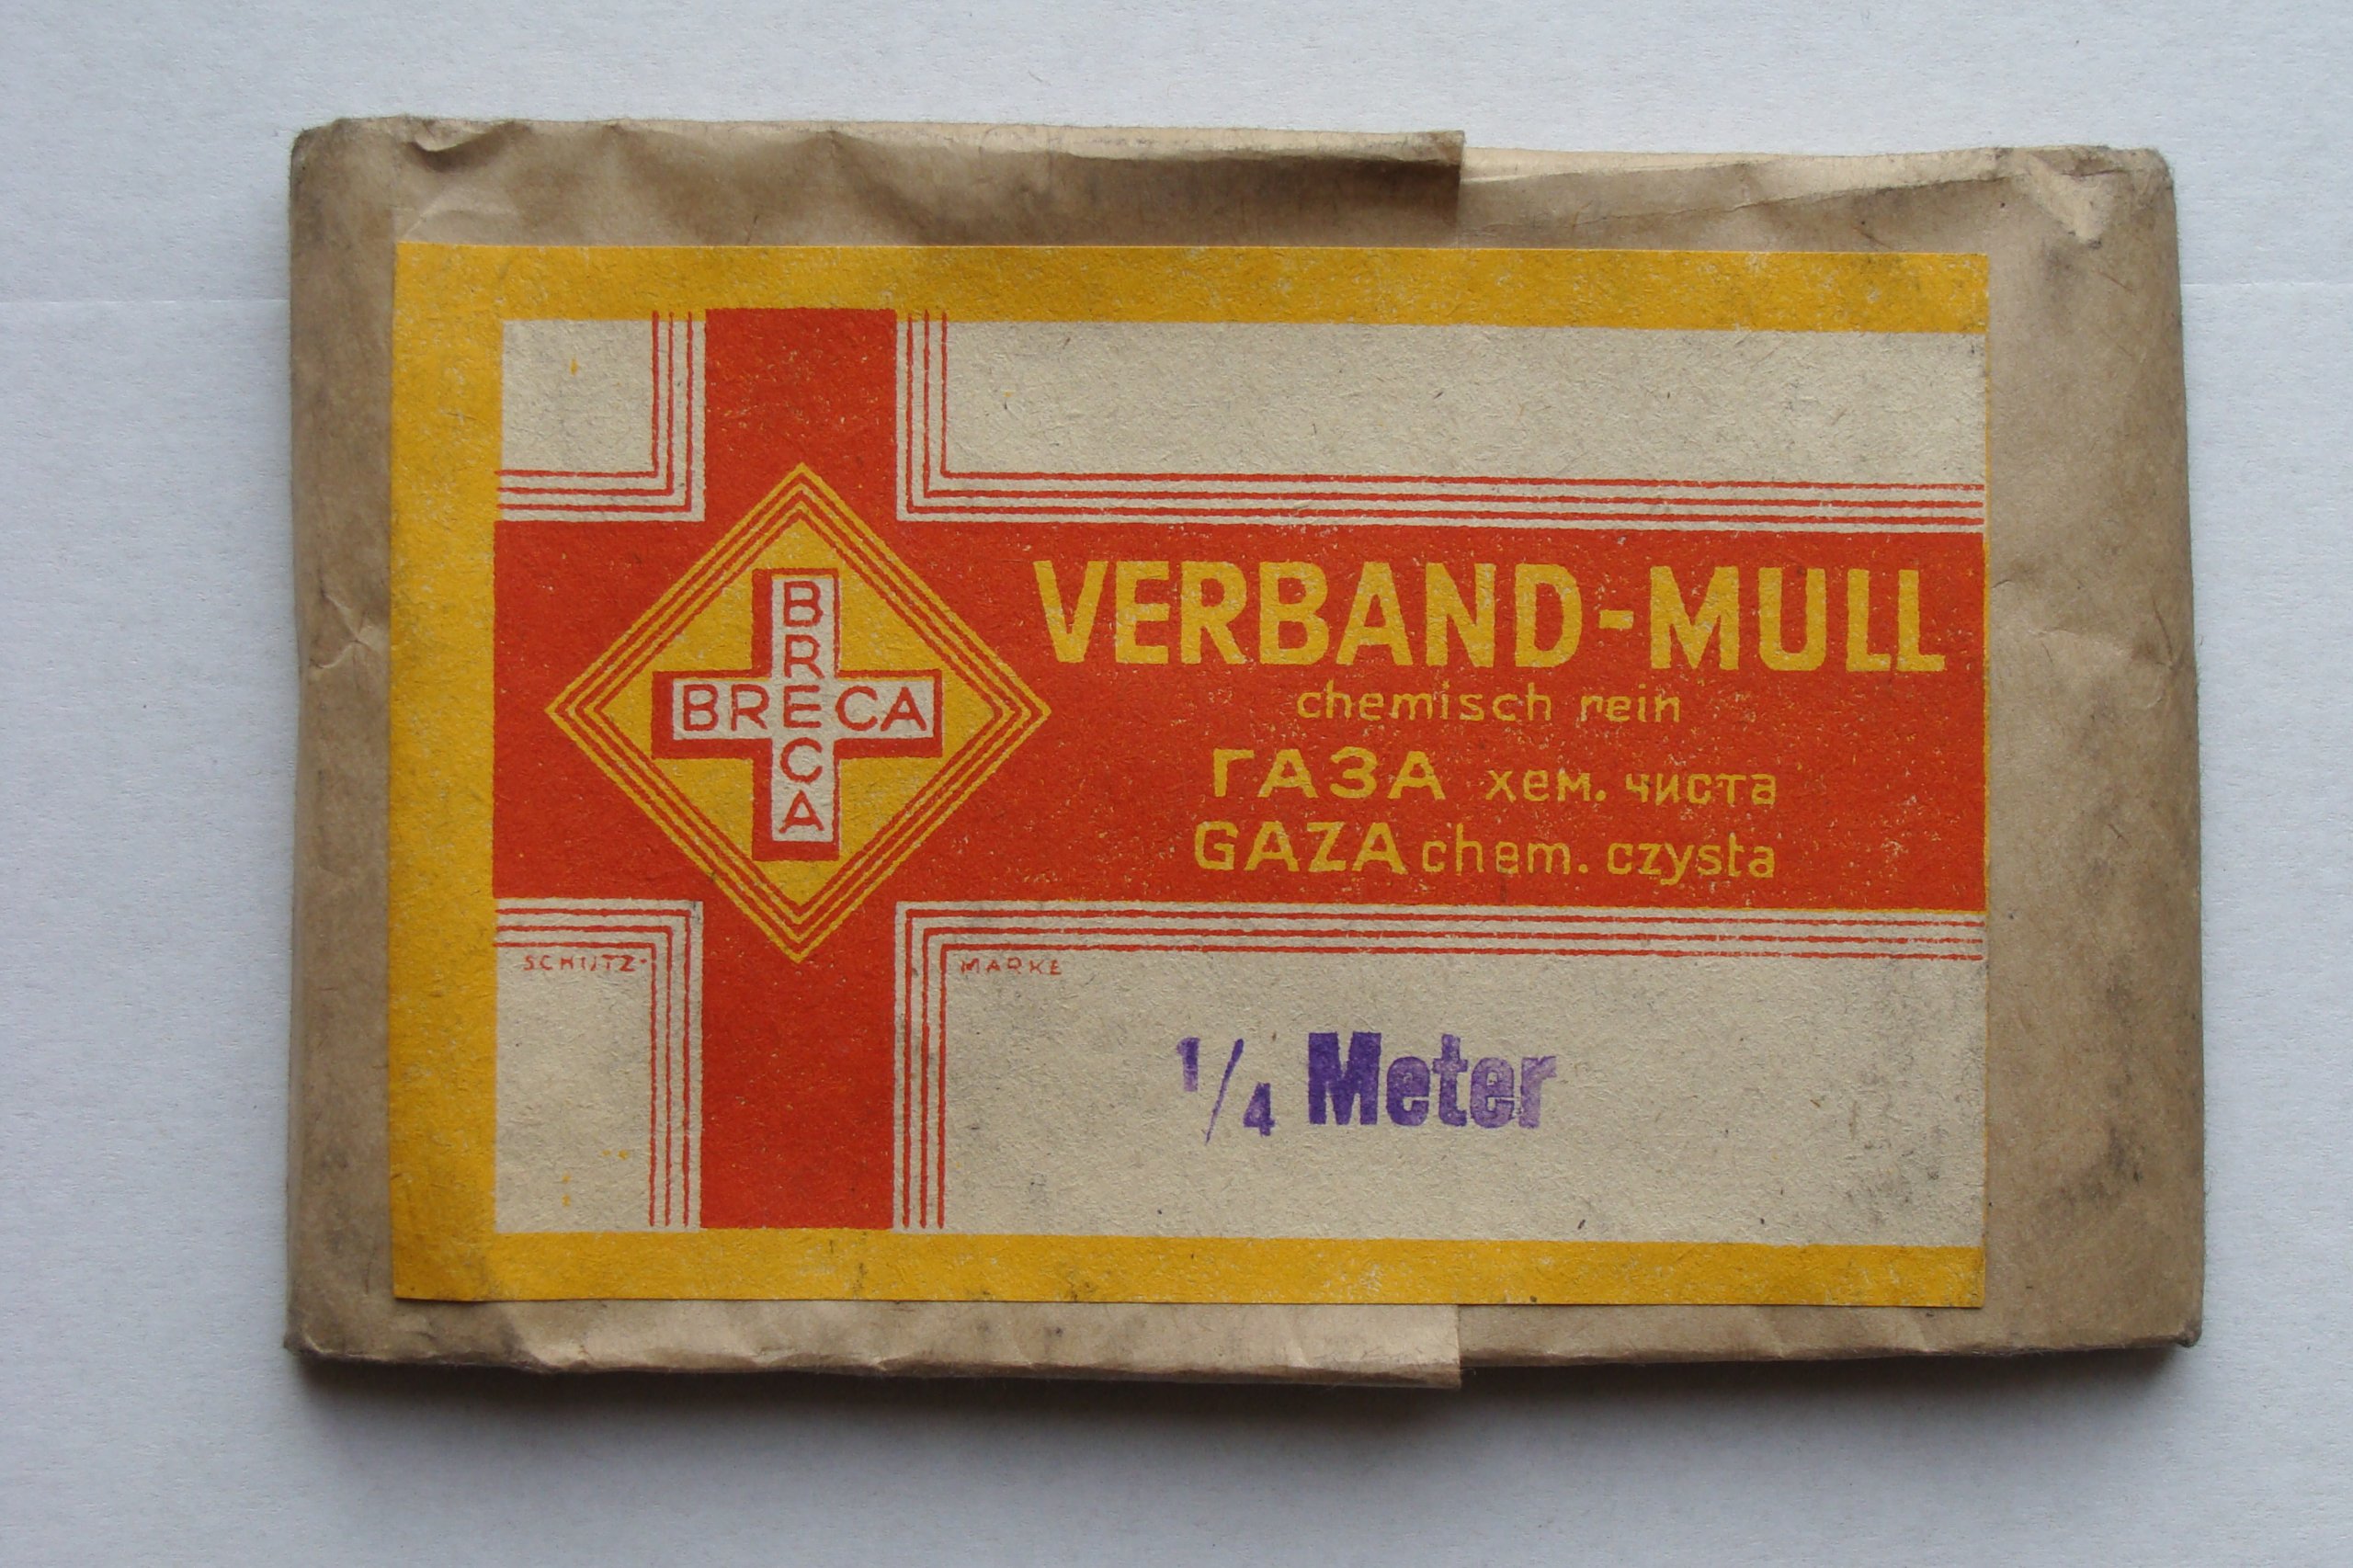 BRECA
BRECA
VERBAND-MULL
chemisch rein
ГАЗА хем. чиста
GAZA chem. czysta
SCHUTZ-MARKE
1/4 Meter